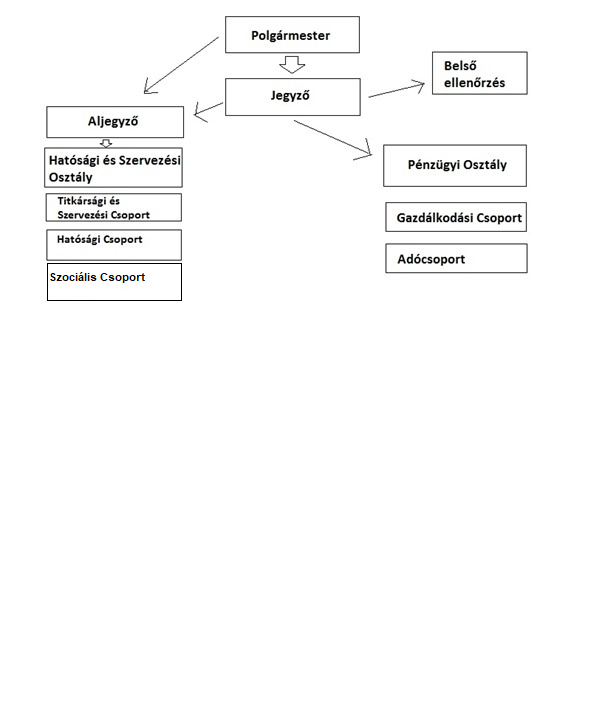 Polgármester
Jegyző
Belső
ellenőrzés
Aljegyző
Hatósági és Szervezési
Osztály
Titkársági és
Szervezési Csoport
Hatósági Csoport
Szociális Csoport
Pénzügyi Osztály
Gazdálkodási Csoport
Adócsoport